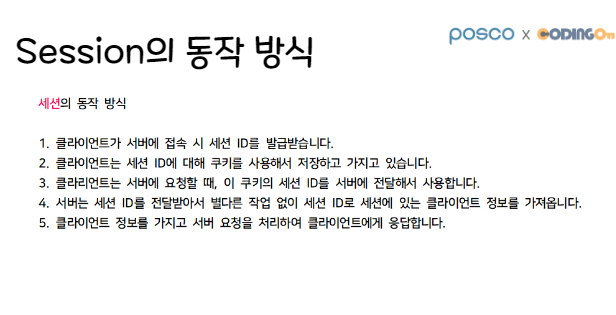 posco x CODINGOn
Session의 동작 방식
세션의 동작 방식
1. 클라이언트가 서버에 접속 시 세션 ID를 발급받습니다.
2. 클라이언트는 세션 ID에 대해 쿠키를 사용해서 저장하고 가지고 있습니다.
3. 클라리언트는 서버에 요청할 때, 이 쿠키의 세션 ID를 서버에 전달해서 사용합니다.
4. 서버는 세션 ID를 전달받아서 별다른 작업 없이 세션 ID로 세션에 있는 클라이언트 정보를 가져옵니다.
5. 클라이언트 정보를 가지고 서버 요청을 처리하여 클라이언트에게 응답합니다.